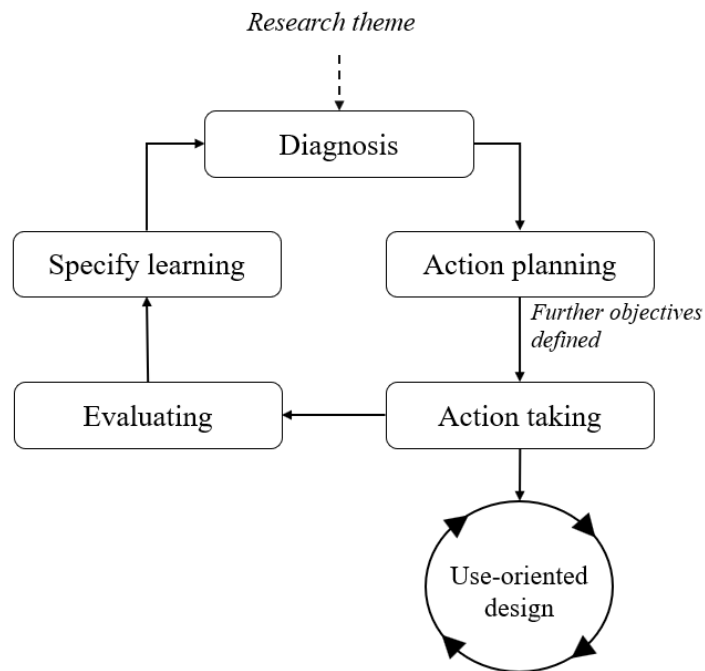 Research theme
Diagnosis
Specify learning
Action planning
Further objectives
defined
Evaluating
Action taking
Use-oriented
design